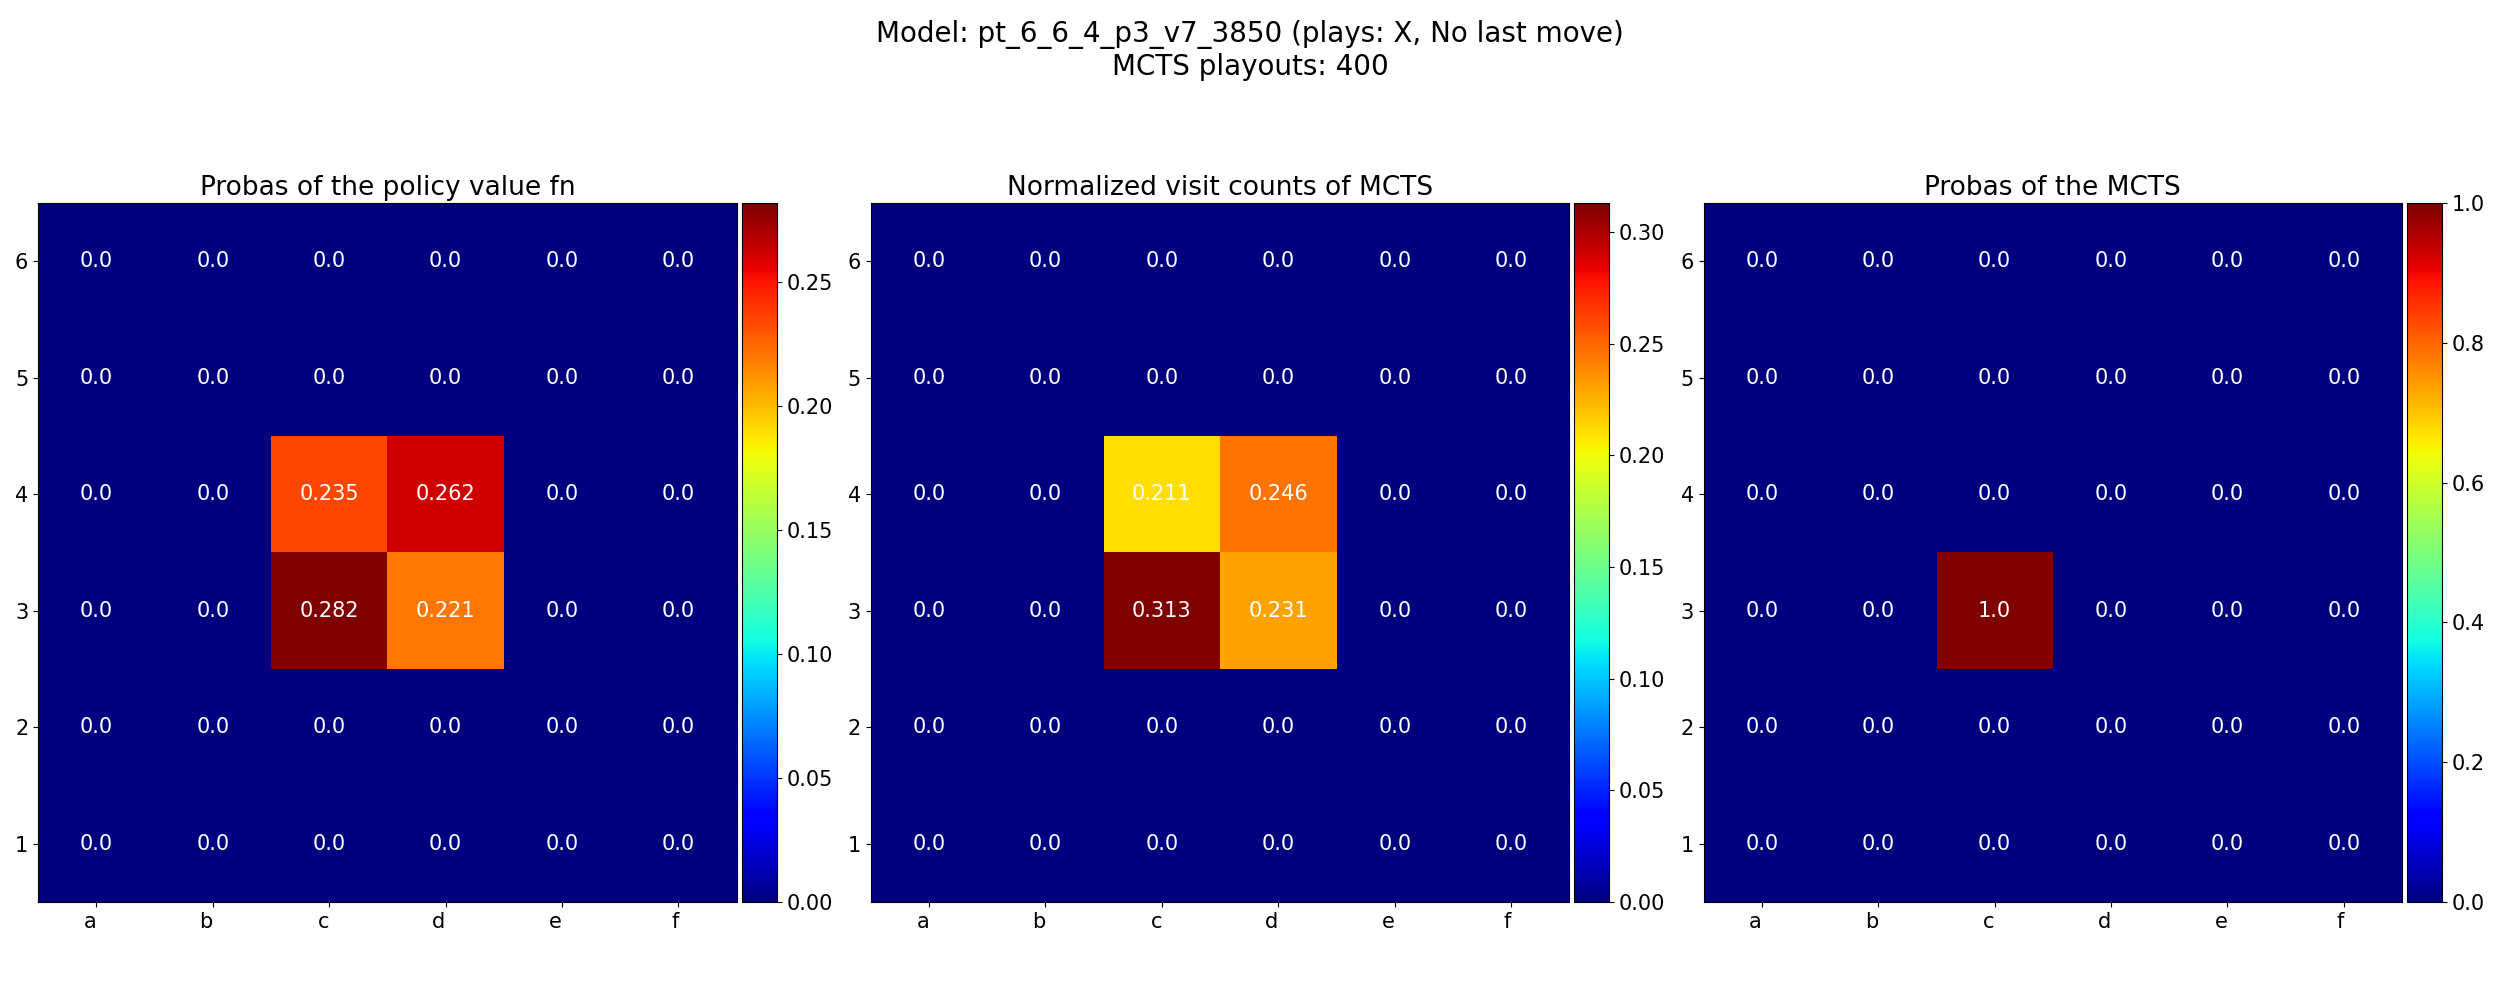 Model: pt_6_6_4_p3_v7_3850 (plays: X, No last move)
MCTS playouts: 400
Probas of the policy value fn
6 0.0 0.0 0.0 0.0 0.0 0.0
5 0.0 0.0 0.0 0.0 0.0 0.0
4 0.0 0.0 0.235 0.262 0.0 0.0
3 0.0 0.0 0.282 0.221 0.0 0.0
2 0.0 0.0 0.0 0.0 0.0 0.0
1 0.0 0.0 0.0 0.0 0.0 0.0
a b c d e f
0.25
0.20
0.15
0.10
0.05
0.00
Normalized visit counts of MCTS
6 0.0 0.0 0.0 0.0 0.0 0.0
5 0.0 0.0 0.0 0.0 0.0 0.0
4 0.0 0.0 0.211 0.246 0.0 0.0
3 0.0 0.0 0.313 0.231 0.0 0.0
2 0.0 0.0 0.0 0.0 0.0 0.0
1 0.0 0.0 0.0 0.0 0.0 0.0
a b c d e f
0.30
0.25
0.20
0.15
0.10
0.05
0.00
Probas of the MCTS
6 0.0 0.0 0.0 0.0 0.0 0.0
5 0.0 0.0 0.0 0.0 0.0 0.0
4 0.0 0.0 0.0 0.0 0.0 0.0
3 0.0 0.0 1.0 0.0 0.0 0.0
2 0.0 0.0 0.0 0.0 0.0 0.0
1 0.0 0.0 0.0 0.0 0.0 0.0
a b c d e f
1.0
0.8
0.6
0.4
0.2
0.0